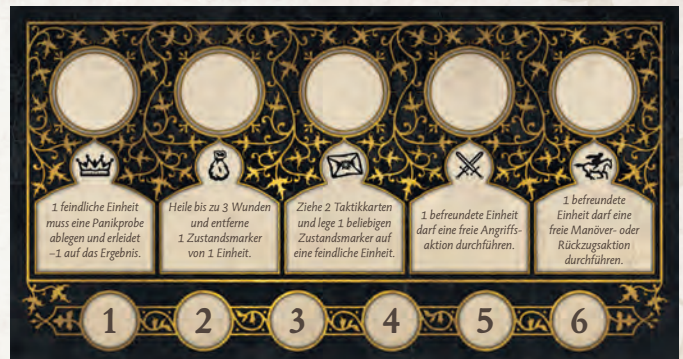 1 feindliche Einheit
muss eine Panikprobe
ablegen und erleidet
–1 auf das Ergebnis.
Heile bis zu 3 Wunden
und entferne
1 Zustandsmarker
von 1 Einheit.
Ziehe 2 Taktikkarten
und lege 1 beliebigen
Zustandsmarker auf
eine feindliche Einheit.
1 befreundete Einheit
darf eine freie Angriffs-
aktion durchführen.
1 befreundete
Einheit darf eine
freie Manöver- oder
Rückzugsaktion
durchführen.
1 2 3 4 5 6